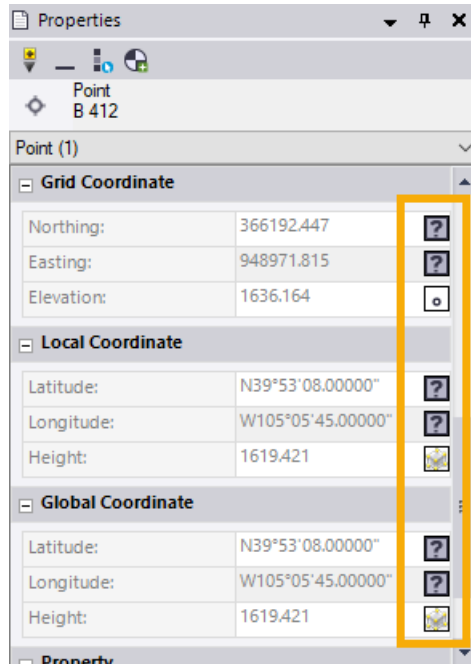 Properties
Point
B 412
Point (1)
Grid Coordinate
Northing: 366192.447 ?
Easting: 948971.815 ?
Elevation: 1636.164
Local Coordinate
Latitude: N39°53'08.00000" ?
Longitude: W105°05'45.00000" ?
Height: 1619.421
Global Coordinate
Latitude: N39°53'08.00000" ?
Longitude: W105°05'45.00000" ?
Height: 1619.421
Property